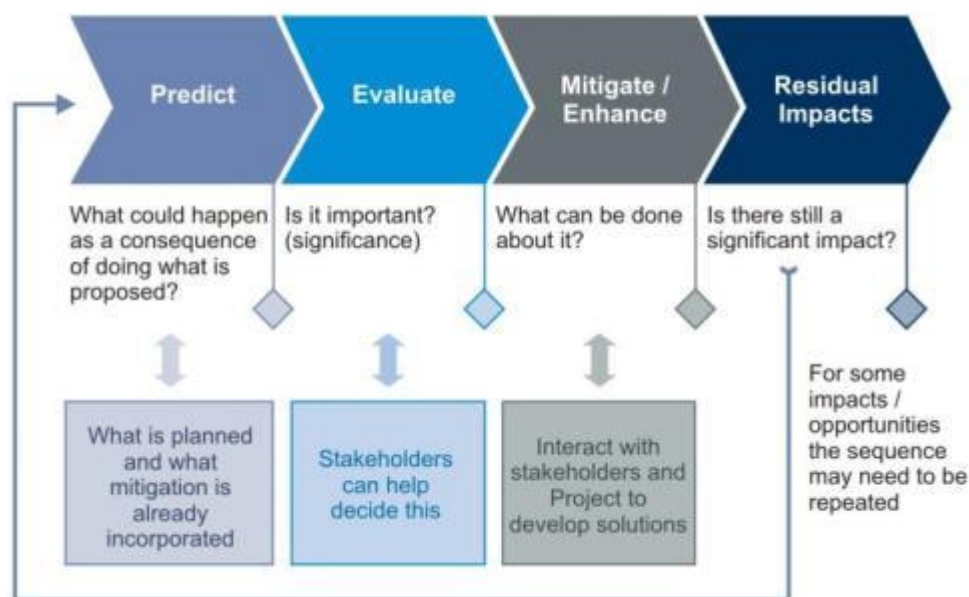 Predict
Evaluate
Mitigate /
Enhance
Residual
Impacts
What could happen
as a consequence
of doing what is
proposed?
Is it important?
(significance)
What can be done
about it?
Is there still a
significant impact?
What is planned
and what
mitigation is
already
incorporated
Stakeholders
can help
decide this
Interact with
stakeholders and
Project to
develop solutions
For some
impacts /
opportunities
the sequence
may need to be
repeated